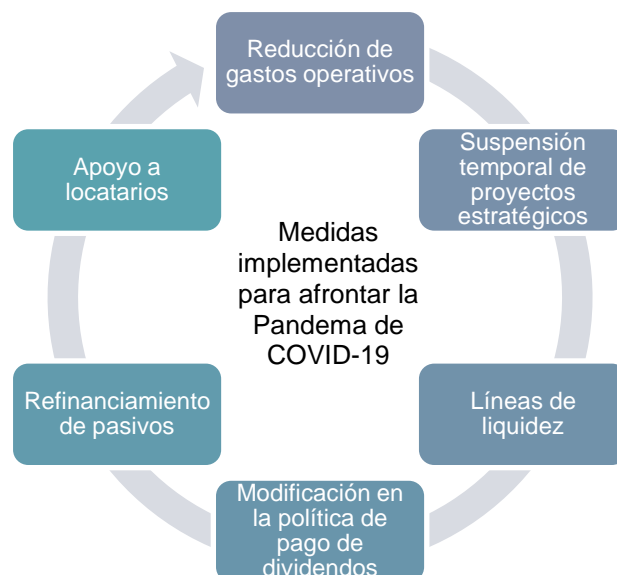 Reducción de
gastos operativos
Suspensión
temporal de
proyectos
estratégicos
Líneas de
liquidez
Modificación en
la política de
pago de
dividendos
Refinanciamiento
de pasivos
Apoyo a
locatarios
Medidas
implementadas
para afrontar la
Pandema de
COVID-19